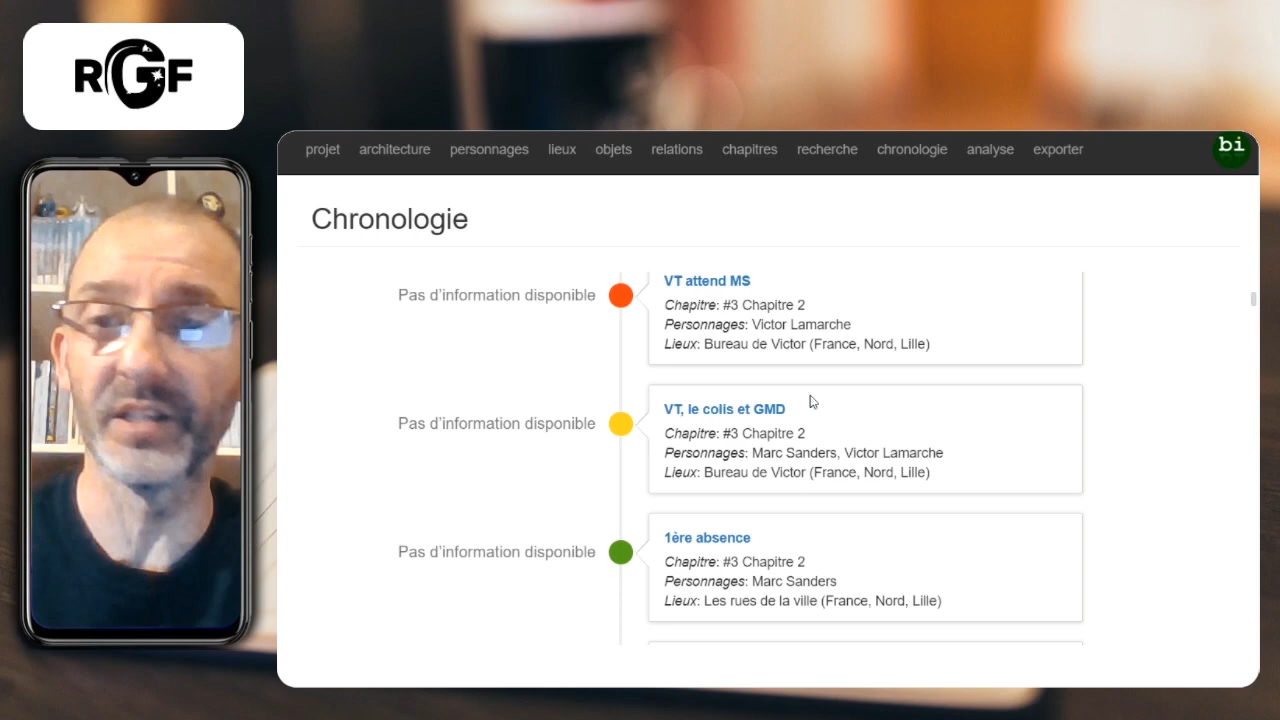 RGF
projet architecture personnages lieux objets relations chapitres recherche chronologie analyse exporter
bi
Chronologie
Pas d'information disponible
VT attend MS
Chapitre: #3 Chapitre 2
Personnages: Victor Lamarche
Lieux: Bureau de Victor (France, Nord, Lille)
Pas d'information disponible
VT, le colis et GMD
Chapitre: #3 Chapitre 2
Personnages: Marc Sanders, Victor Lamarche
Lieux: Bureau de Victor (France, Nord, Lille)
Pas d'information disponible
1ère absence
Chapitre: #3 Chapitre 2
Personnages: Marc Sanders
Lieux: Les rues de la ville (France, Nord, Lille)